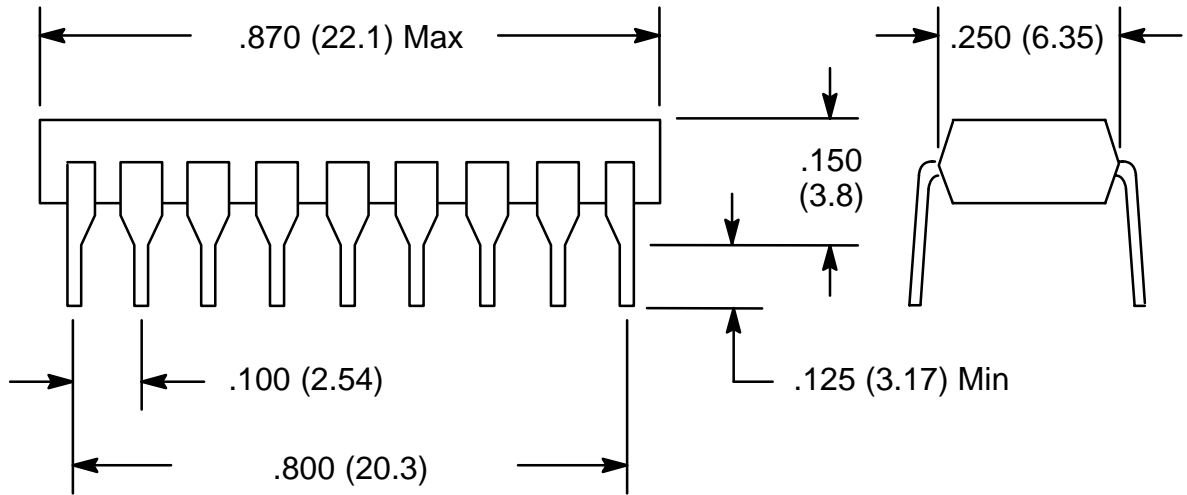 .870 (22.1) Max
.250 (6.35)
.150
(3.8)
.100 (2.54)
.125 (3.17) Min
.800 (20.3)